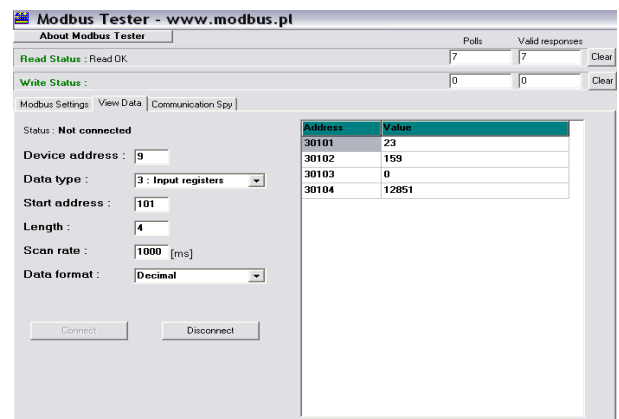 Modbus Tester - www.modbus.pl
About Modbus Tester
Polls Valid responses
Read Status : Read OK 7 7 Clear
Write Status : 0 0 Clear
Modbus Settings View Data Communication Spy
Status : Not connected
Device address : 9
Data type : 3 : Input registers
Start address : 101
Length : 4
Scan rate : 1000 [ms]
Data format : Decimal
Connect Disconnect
Address Value
30101 23
30102 159
30103 0
30104 12851